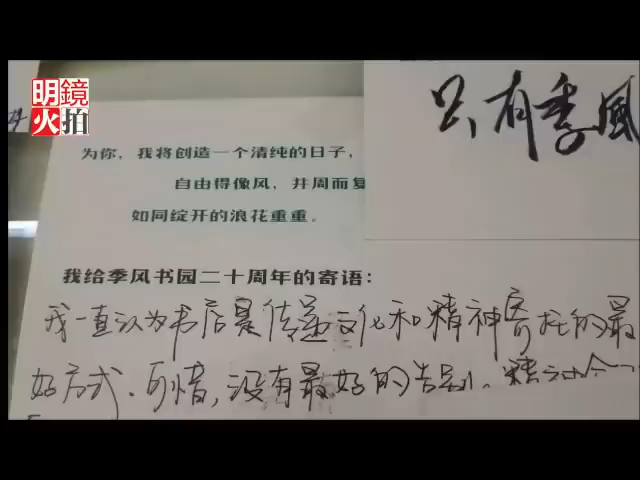 明鏡
火拍
只有季風
为你，我将创造一个清纯的日子，
自由得像风，并周而复
如同绽开的浪花重重。
我给季风书园二十周年的寄语：
我一直认为书店是传递文化和精神寄托的最
好方式。可惜，没有最好的告别。精